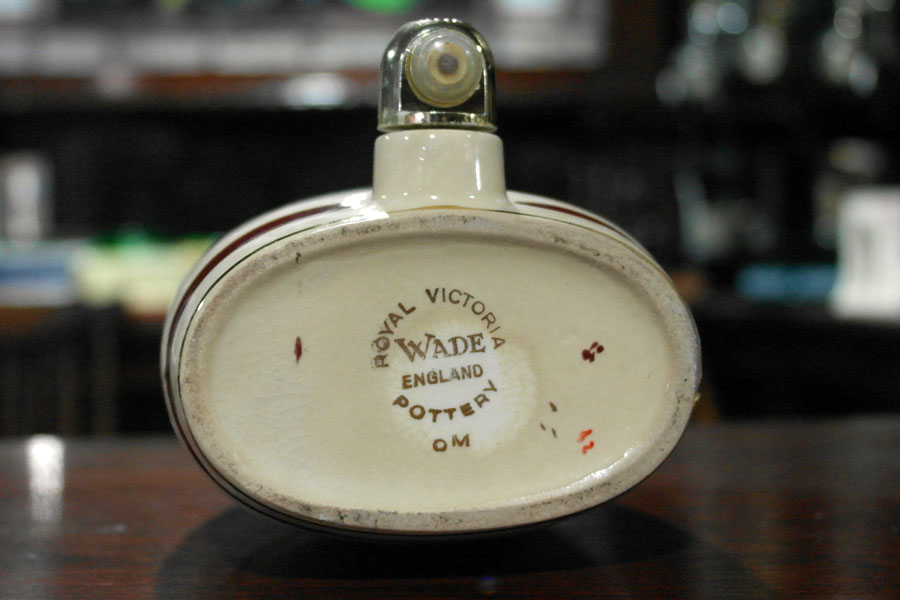 ROYAL VICTORIA
WADE
ENGLAND
POTTERY
OM